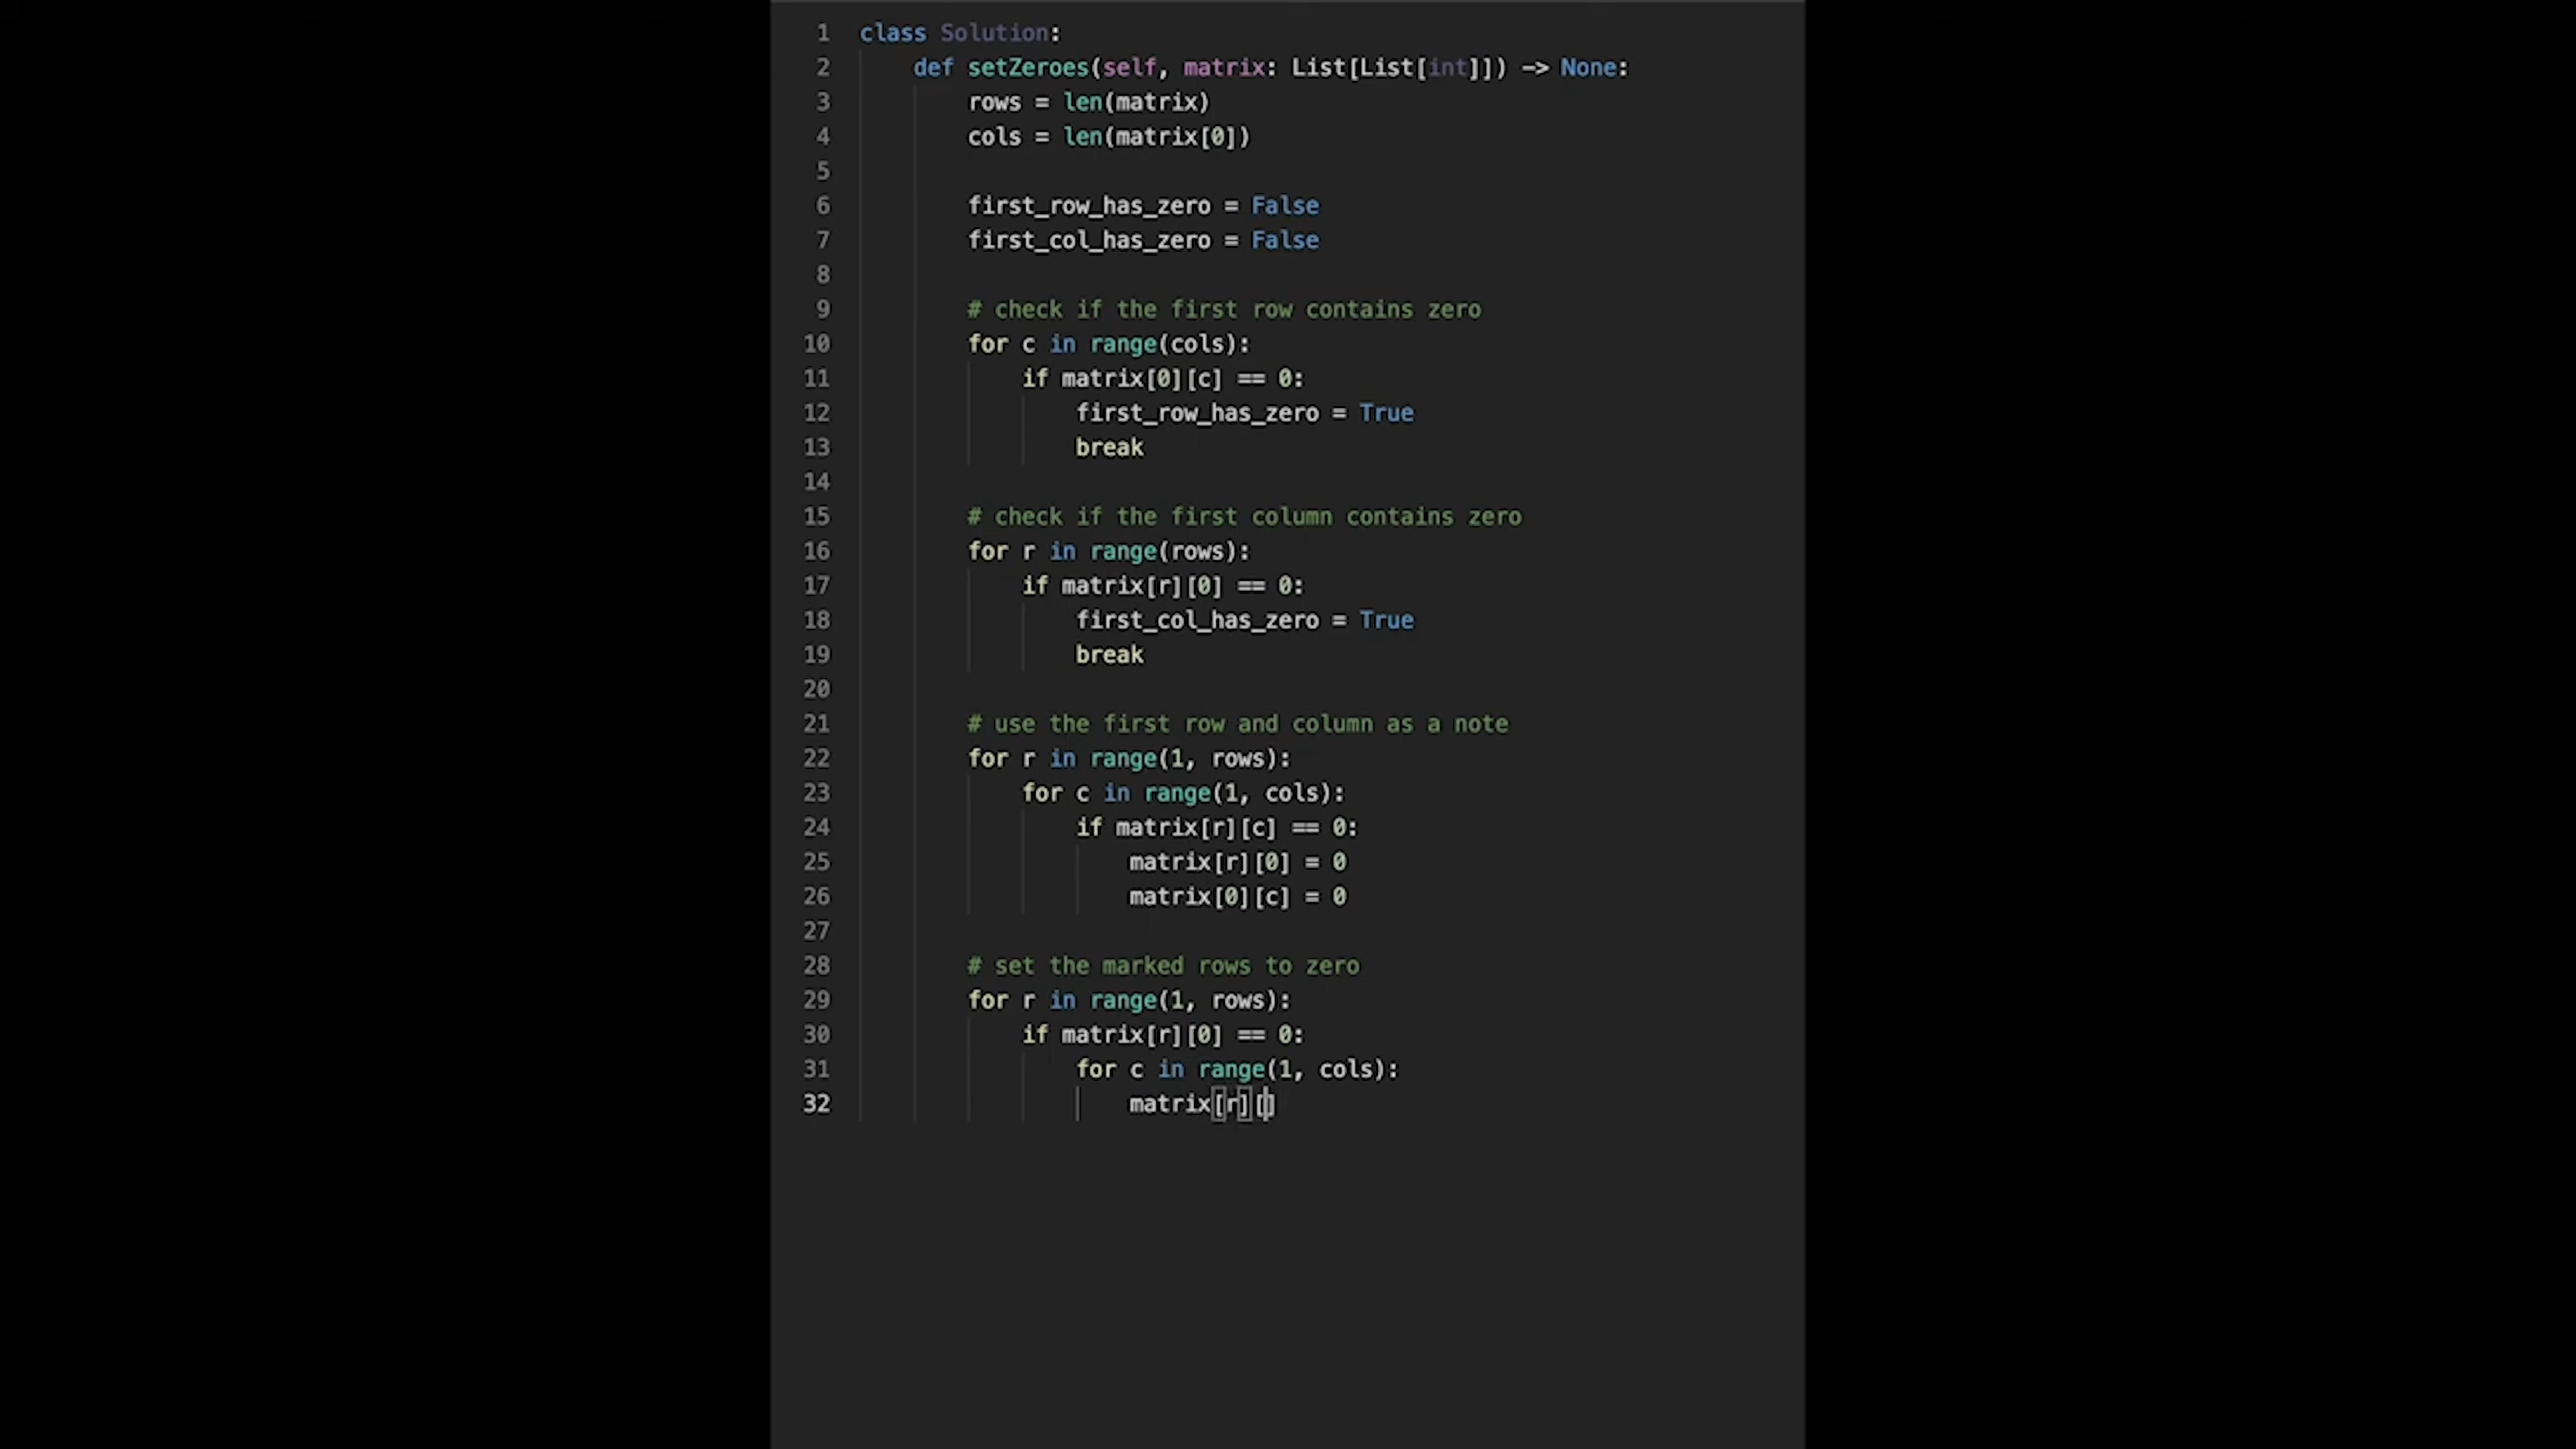 1 class Solution:
2 def setZeroes(self, matrix: List[List[int]]) -> None:
3 rows = len(matrix)
4 cols = len(matrix[0])
5
6 first_row_has_zero = False
7 first_col_has_zero = False
8
9 # check if the first row contains zero
10 for c in range(cols):
11 if matrix[0][c] == 0:
12 first_row_has_zero = True
13 break
14
15 # check if the first column contains zero
16 for r in range(rows):
17 if matrix[r][0] == 0:
18 first_col_has_zero = True
19 break
20
21 # use the first row and column as a note
22 for r in range(1, rows):
23 for c in range(1, cols):
24 if matrix[r][c] == 0:
25 matrix[r][0] = 0
26 matrix[0][c] = 0
27
28 # set the marked rows to zero
29 for r in range(1, rows):
30 if matrix[r][0] == 0:
31 for c in range(1, cols):
32 matrix[r][]